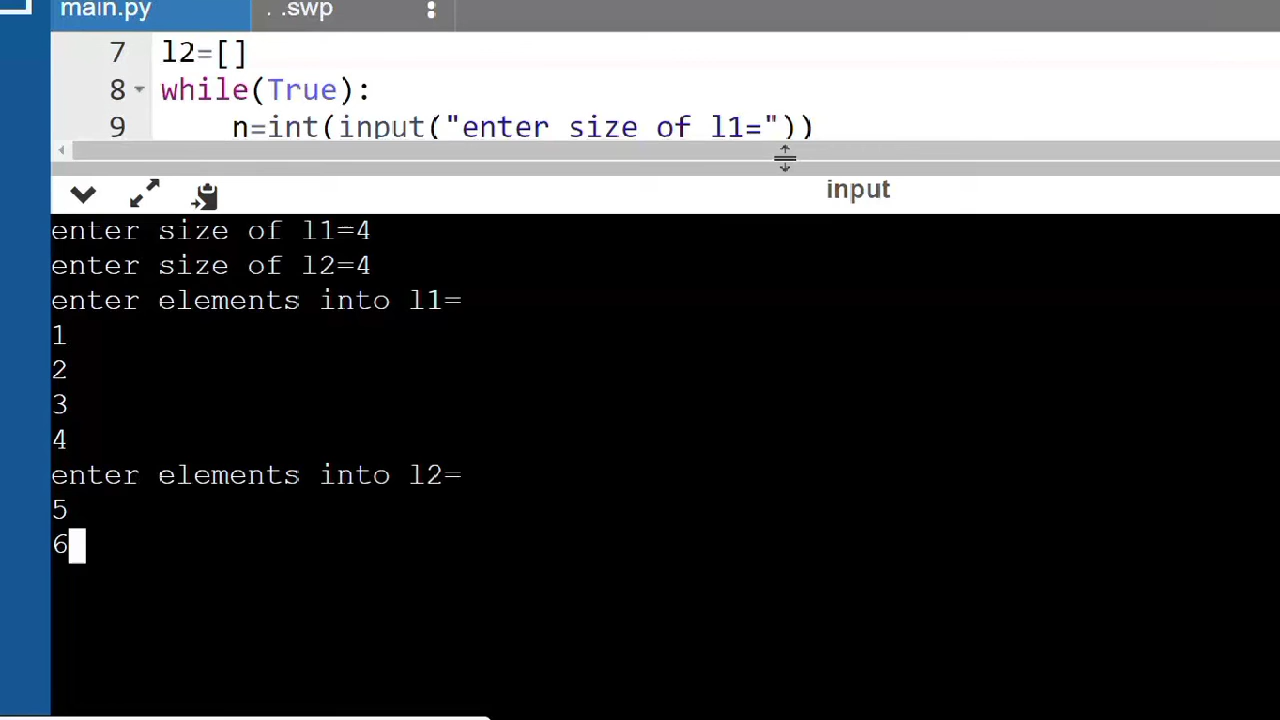 main.py . .swp
7 l2=[]
8 while(True):
9 n=int(input("enter size of l1="))
input
enter size of l1=4
enter size of l2=4
enter elements into l1=
1
2
3
4
enter elements into l2=
5
6